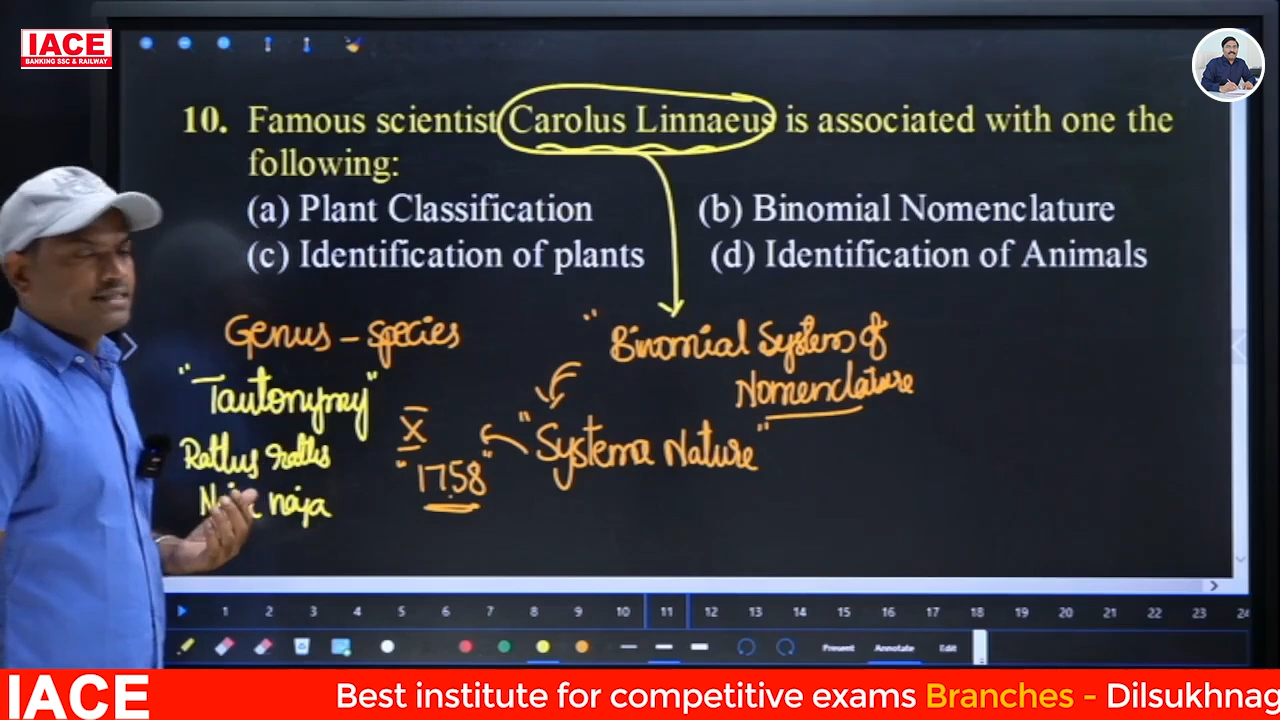 IACE
BANKING SSC & RAILWAY
10. Famous scientist Carolus Linnaeus is associated with one the
following:
(a) Plant Classification (b) Binomial Nomenclature
(c) Identification of plants (d) Identification of Animals
Genus - Species
"Binomial System of
Nomenclature
"Tautonymy"
X
"Systema Nature"
Rattus rattus
"1758"
naja
1 2 3 4 5 6 7 8 9 10 11 12 13 14 15 16 17 18 19 20 21 22 23 24
Present Annotate Edit
IACE Best institute for competitive exams Branches - Dilsukhnag